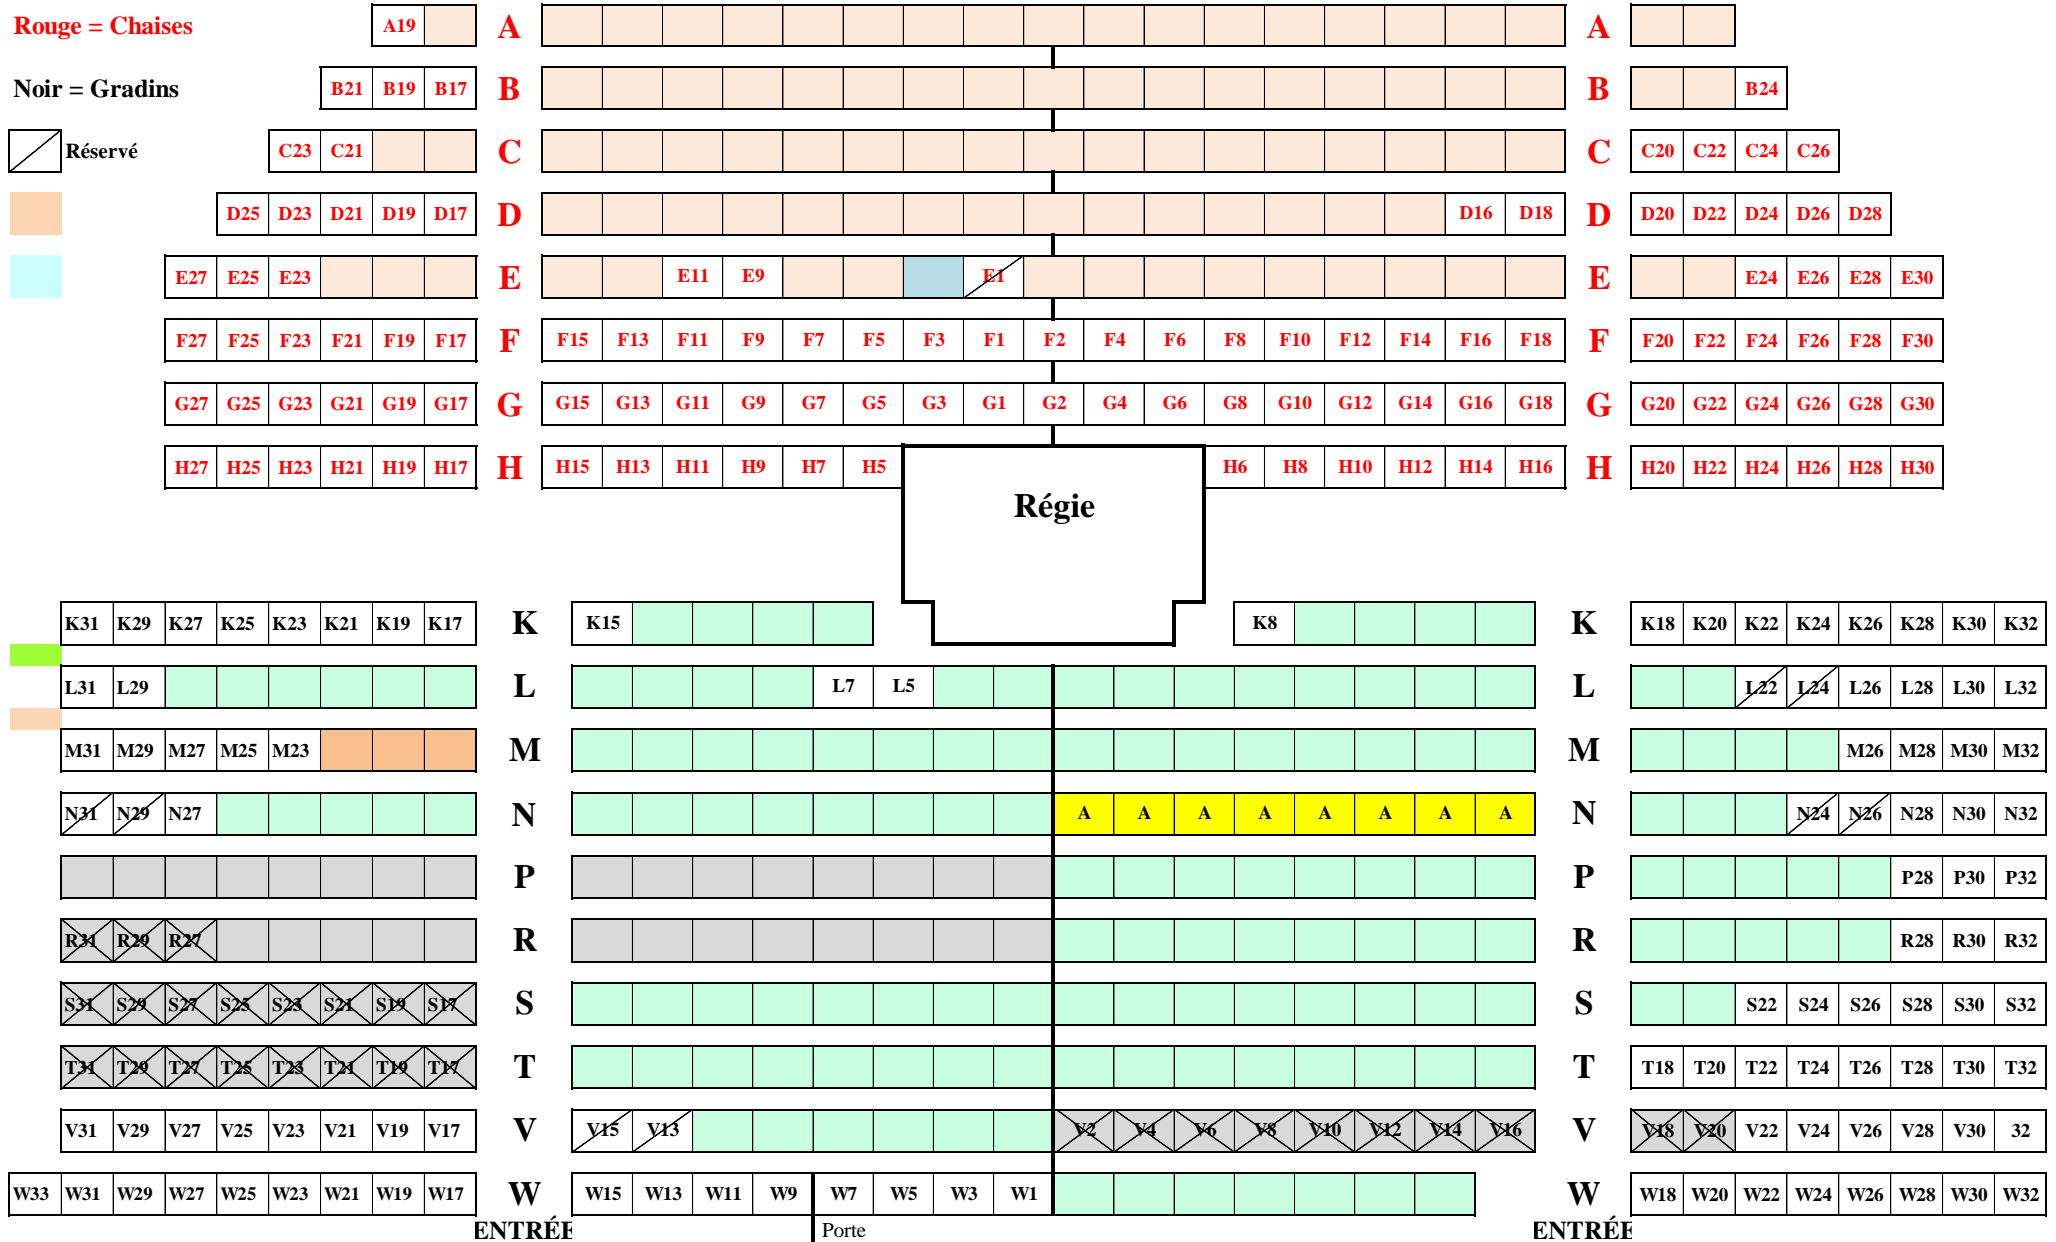 Rouge = Chaises A19 A A
Noir = Gradins B21 B19 B17 B B B24
Réservé C23 C21 C C C20 C22 C24 C26
D25 D23 D21 D19 D17 D D16 D18 D D20 D22 D24 D26 D28
E27 E25 E23 E E11 E9 E1 E E24 E26 E28 E30
F27 F25 F23 F21 F19 F17 F F15 F13 F11 F9 F7 F5 F3 F1 F2 F4 F6 F8 F10 F12 F14 F16 F18 F F20 F22 F24 F26 F28 F30
G27 G25 G23 G21 G19 G17 G G15 G13 G11 G9 G7 G5 G3 G1 G2 G4 G6 G8 G10 G12 G14 G16 G18 G G20 G22 G24 G26 G28 G30
H27 H25 H23 H21 H19 H17 H H15 H13 H11 H9 H7 H5 H6 H8 H10 H12 H14 H16 H H20 H22 H24 H26 H28 H30
Régie
K31 K29 K27 K25 K23 K21 K19 K17 K K15 K8 K K18 K20 K22 K24 K26 K28 K30 K32
L31 L29 L L7 L5 L L22 L24 L26 L28 L30 L32
M31 M29 M27 M25 M23 M M M26 M28 M30 M32
N31 N29 N27 N A A A A A A A A N N24 N26 N28 N30 N32
P P P28 P30 P32
R31 R29 R27 R R R28 R30 R32
S31 S29 S27 S25 S23 S21 S19 S17 S S S22 S24 S26 S28 S30 S32
T31 T29 T27 T25 T23 T21 T19 T17 T T T18 T20 T22 T24 T26 T28 T30 T32
V31 V29 V27 V25 V23 V21 V19 V17 V V15 V13 V2 V4 V6 V8 V10 V12 V14 V16 V V18 V20 V22 V24 V26 V28 V30 32
W33 W31 W29 W27 W25 W23 W21 W19 W17 W W15 W13 W11 W9 W7 W5 W3 W1 W W18 W20 W22 W24 W26 W28 W30 W32
ENTRÉE Porte ENTRÉE